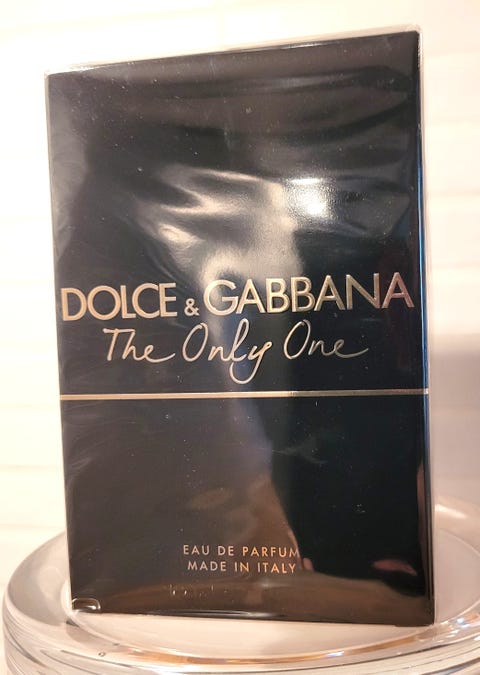 DOLCE & GABBANA
The Only One
EAU DE PARFUM
MADE IN ITALY